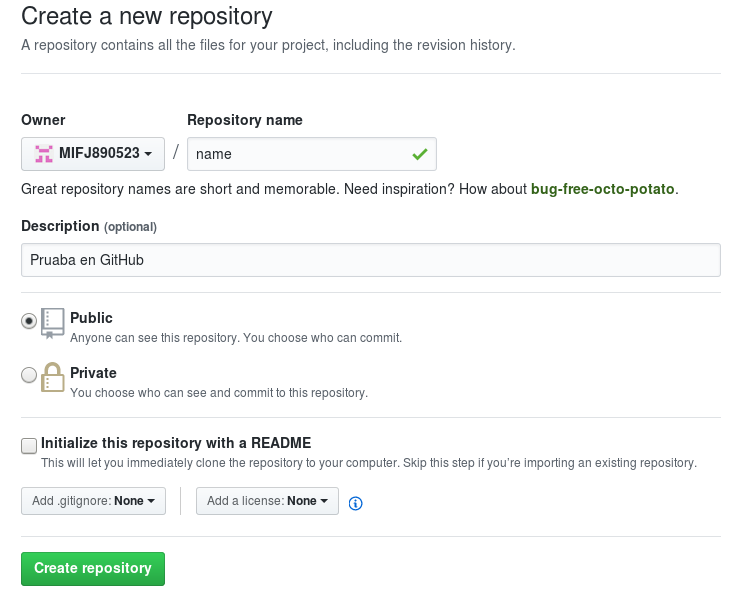 Create a new repository
A repository contains all the files for your project, including the revision history.
Owner
Repository name
MIFJ890523 / name
Great repository names are short and memorable. Need inspiration? How about bug-free-octo-potato.
Description (optional)
Pruaba en GitHub
Public
Anyone can see this repository. You choose who can commit.
Private
You choose who can see and commit to this repository.
Initialize this repository with a README
This will let you immediately clone the repository to your computer. Skip this step if you're importing an existing repository.
Add .gitignore: None
Add a license: None
Create repository